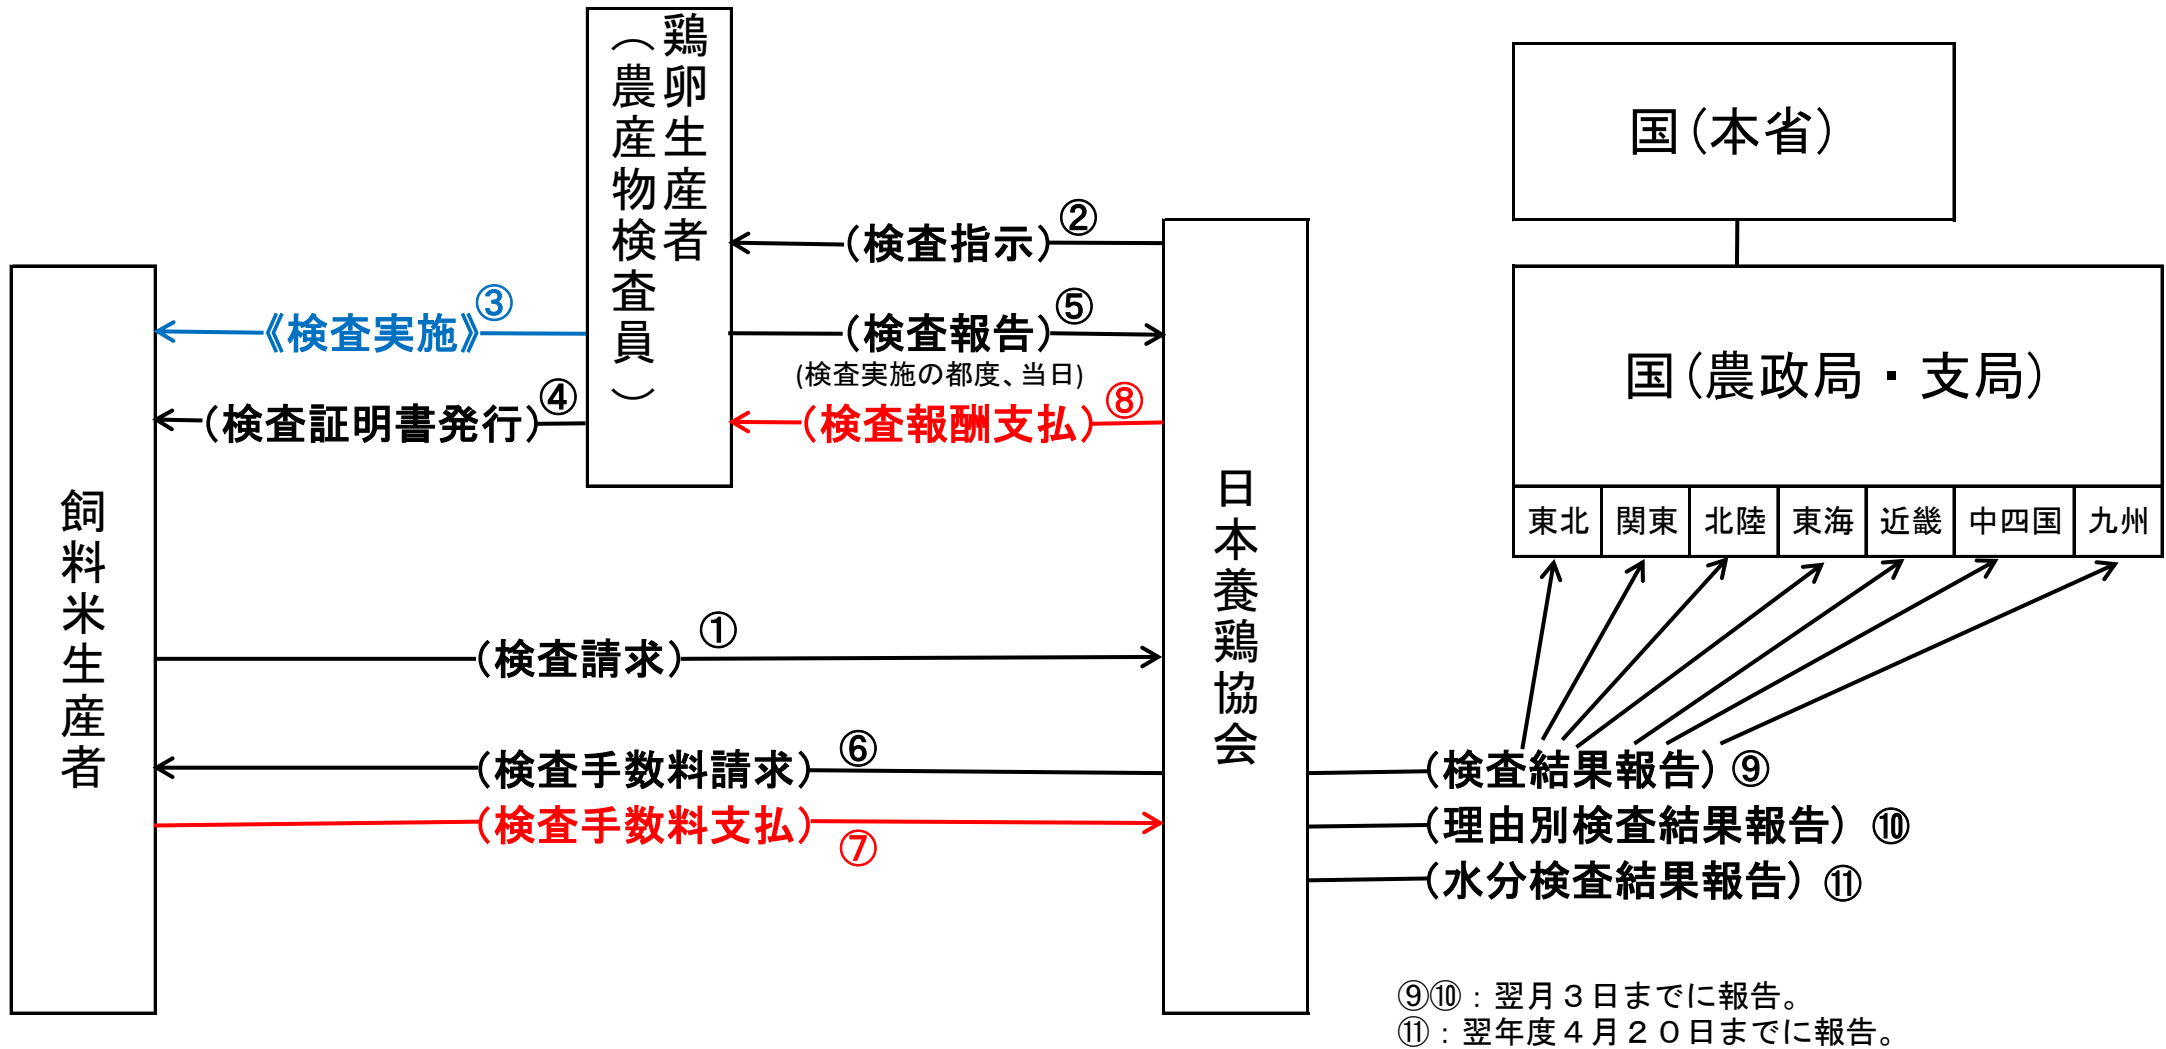 鶏卵生産者
（農産物検査員）
国（本省）
（検査指示）②
《検査実施》③
（検査報告）⑤
(検査実施の都度、当日)
（検査証明書発行）④
（検査報酬支払）⑧
国（農政局・支局）
東北 関東 北陸 東海 近畿 中四国 九州
飼料米生産者
日本養鶏協会
（検査請求）①
（検査手数料請求）⑥
（検査手数料支払）⑦
（検査結果報告）⑨
（理由別検査結果報告）⑩
（水分検査結果報告）⑪
⑨⑩：翌月３日までに報告。
⑪：翌年度４月２０日までに報告。